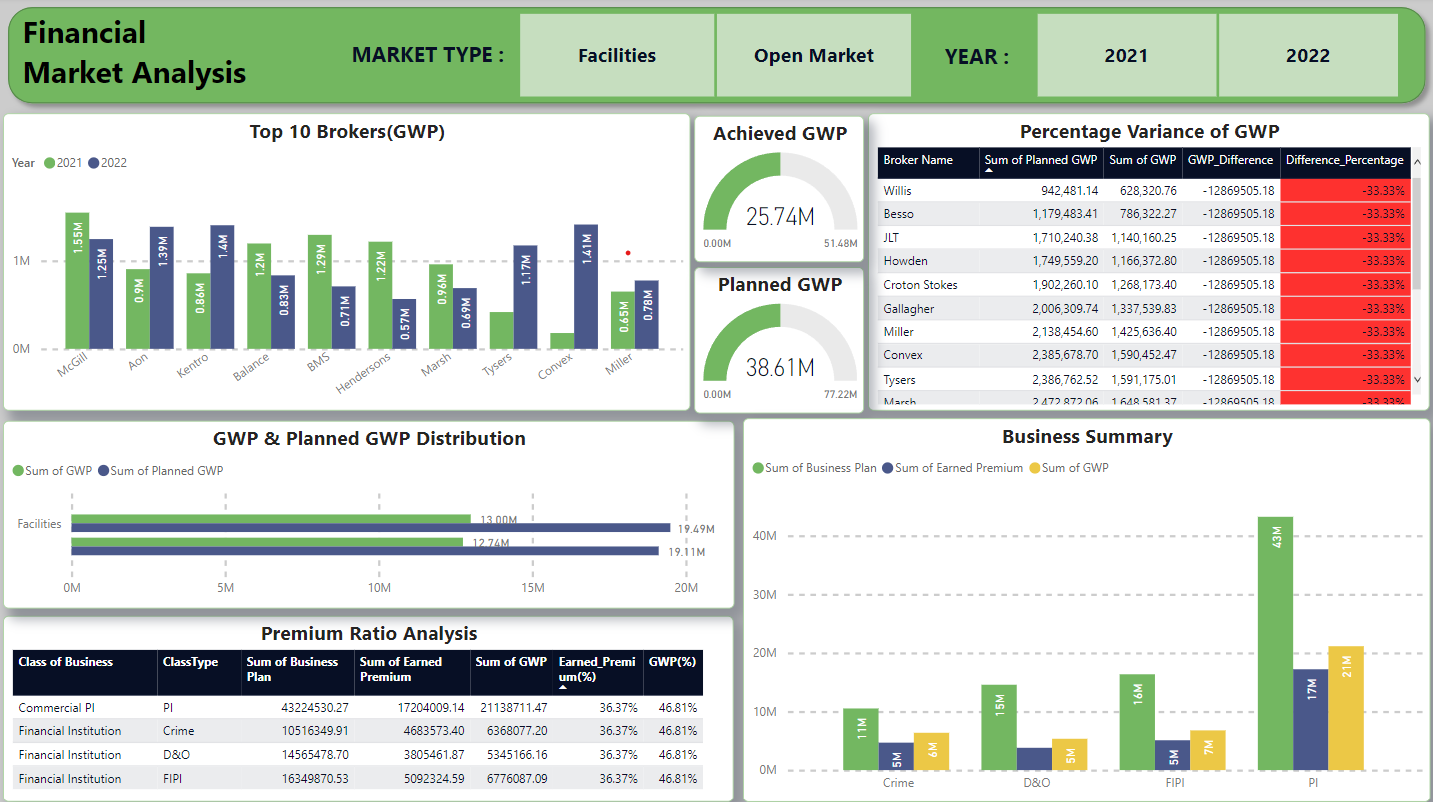 Financial
Market Analysis
MARKET TYPE :
Facilities
Open Market
YEAR :
2021
2022
Top 10 Brokers(GWP)
Year 2021 2022
1M
0M
1.55M
1.25M
0.9M
1.39M
0.86M
1.4M
1.2M
0.83M
1.29M
0.71M
1.22M
0.57M
0.96M
0.69M
1.17M
1.41M
0.65M
0.78M
McGill
Aon
Kentro
Balance
BMS
Hendersons
Marsh
Tysers
Convex
Miller
Achieved GWP
25.74M
0.00M 51.48M
Planned GWP
38.61M
0.00M 77.22M
Percentage Variance of GWP
Broker Name Sum of Planned GWP Sum of GWP GWP_Difference Difference_Percentage
Willis 942,481.14 628,320.76 -12869505.18 -33.33%
Besso 1,179,483.41 786,322.27 -12869505.18 -33.33%
JLT 1,710,240.38 1,140,160.25 -12869505.18 -33.33%
Howden 1,749,559.20 1,166,372.80 -12869505.18 -33.33%
Croton Stokes 1,902,260.10 1,268,173.40 -12869505.18 -33.33%
Gallagher 2,006,309.74 1,337,539.83 -12869505.18 -33.33%
Miller 2,138,454.60 1,425,636.40 -12869505.18 -33.33%
Convex 2,385,678.70 1,590,452.47 -12869505.18 -33.33%
Tysers 2,386,762.52 1,591,175.01 -12869505.18 -33.33%
Marsh 2,472,872.06 1,648,581.37 -12869505.18 -33.33%
GWP & Planned GWP Distribution
Sum of GWP Sum of Planned GWP
Facilities
13.00M
19.49M
12.74M
19.11M
0M 5M 10M 15M 20M
Premium Ratio Analysis
Class of Business ClassType Sum of Business Plan Sum of Earned Premium Sum of GWP Earned_Premium(%) GWP(%)
Commercial PI PI 43224530.27 17204009.14 21138711.47 36.37% 46.81%
Financial Institution Crime 10516349.91 4683573.40 6368077.20 36.37% 46.81%
Financial Institution D&O 14565478.70 3805461.87 5345166.16 36.37% 46.81%
Financial Institution FIPI 16349870.53 5092324.59 6776087.09 36.37% 46.81%
Business Summary
Sum of Business Plan Sum of Earned Premium Sum of GWP
40M
30M
20M
10M
0M
11M
5M
6M
15M
5M
16M
5M
7M
43M
17M
21M
Crime D&O FIPI PI